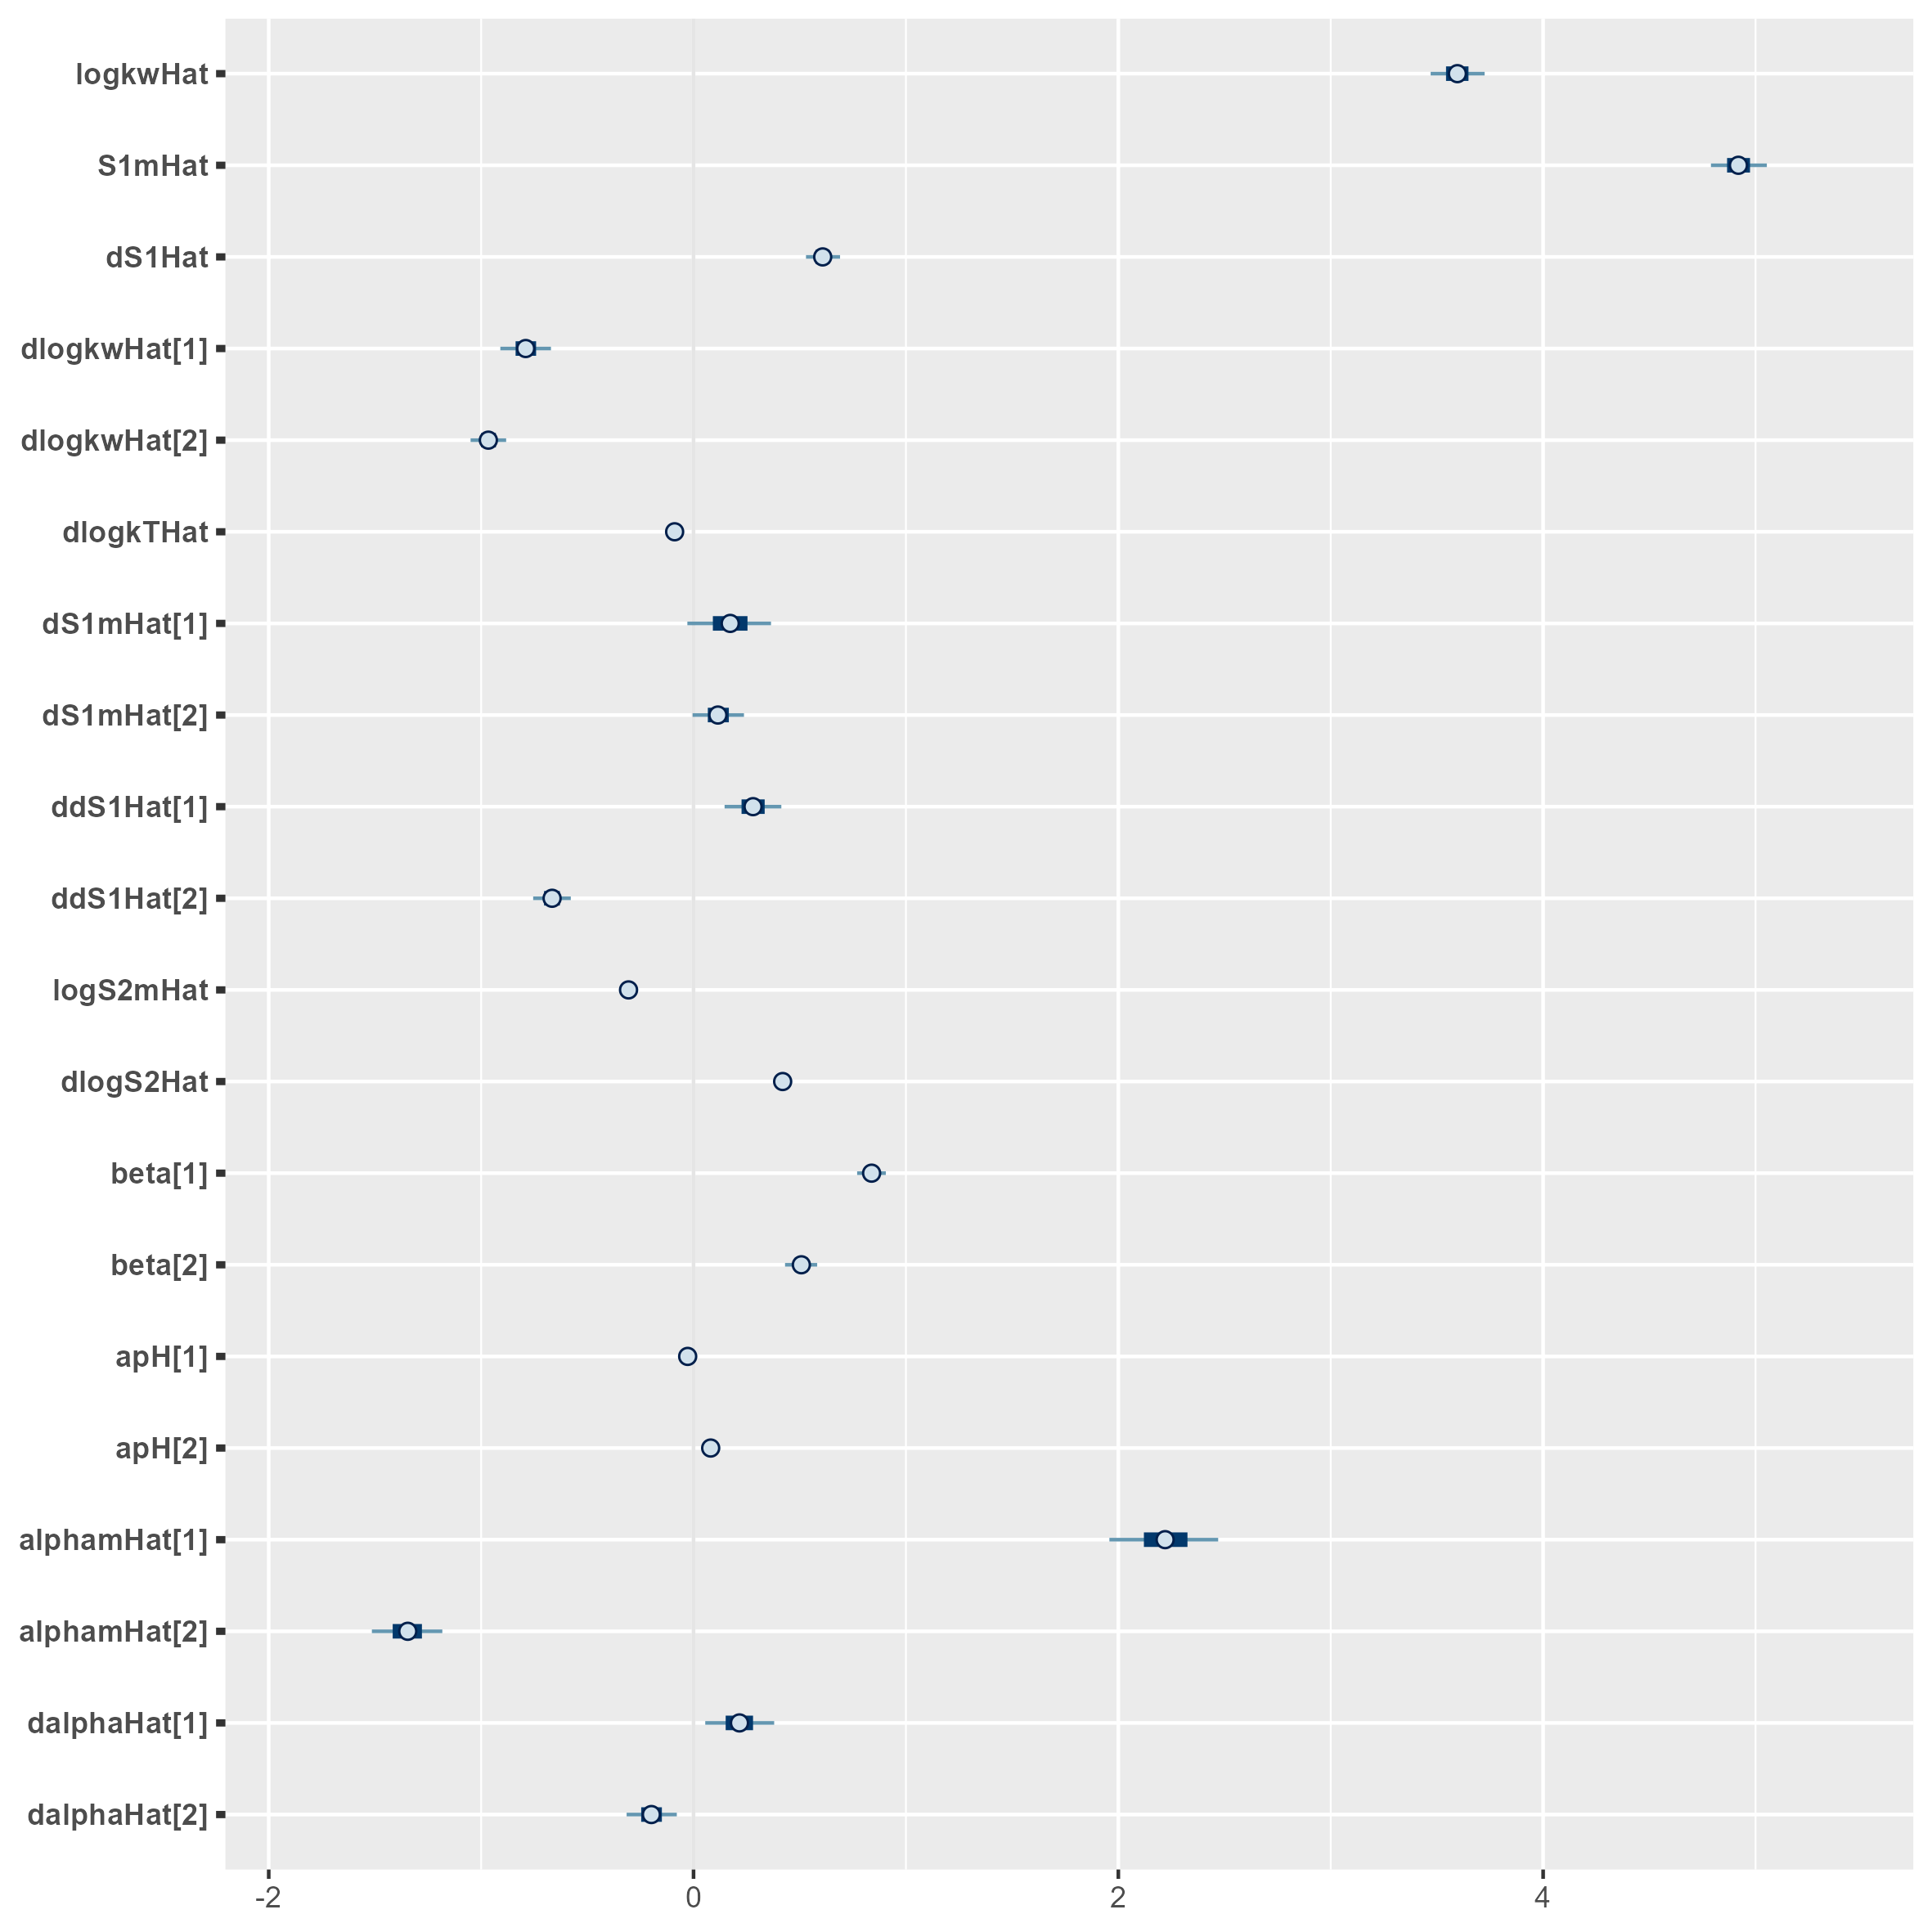 logkwHat
S1mHat
dS1Hat
dlogkwHat[1]
dlogkwHat[2]
dlogkTHat
dS1mHat[1]
dS1mHat[2]
ddS1Hat[1]
ddS1Hat[2]
logS2mHat
dlogS2Hat
beta[1]
beta[2]
apH[1]
apH[2]
alphamHat[1]
alphamHat[2]
dalphaHat[1]
dalphaHat[2]
-2 0 2 4